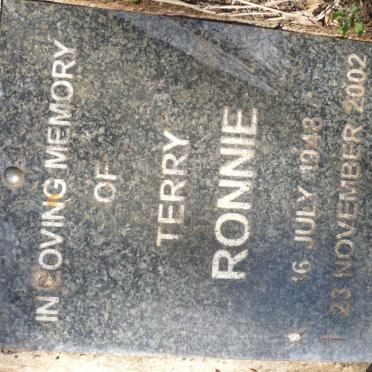 IN LOVING MEMORY
OF
TERRY
RONNIE
16 JULY 1948
23 NOVEMBER 2002